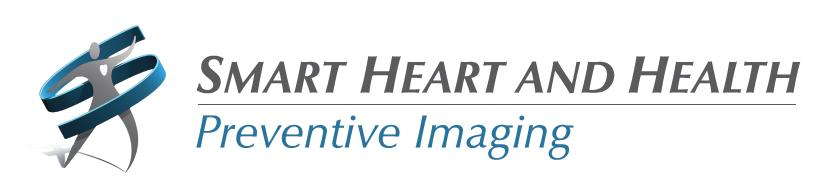 SMART HEART AND HEALTH
Preventive Imaging